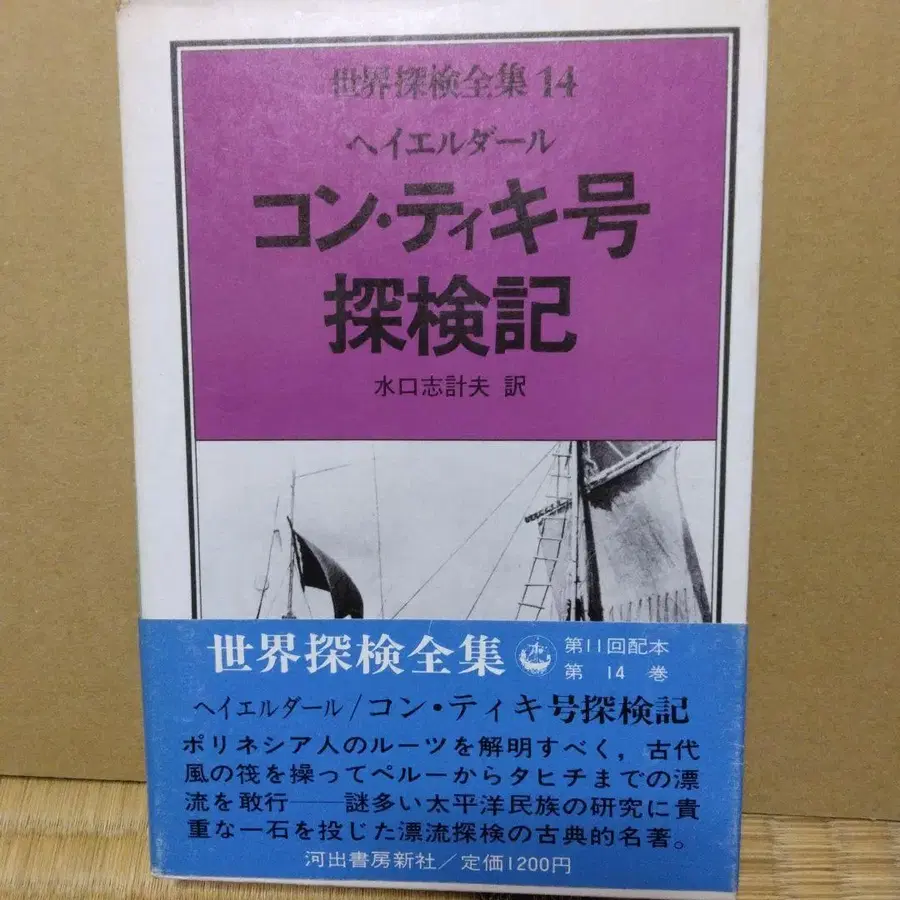 世界探検全集14
ヘイエルダール
コン・ティキ号
探検記
水口志計夫 訳
世界探検全集
第11回配本
第 14 巻
ヘイエルダール/コン・ティキ号探検記
ポリネシア人のルーツを解明すべく，古代
風の筏を操ってペルーからタヒチまでの漂
流を敢行──謎多い太平洋民族の研究に貴
重な一石を投じた漂流探検の古典的名著。
河出書房新社/定価1200円